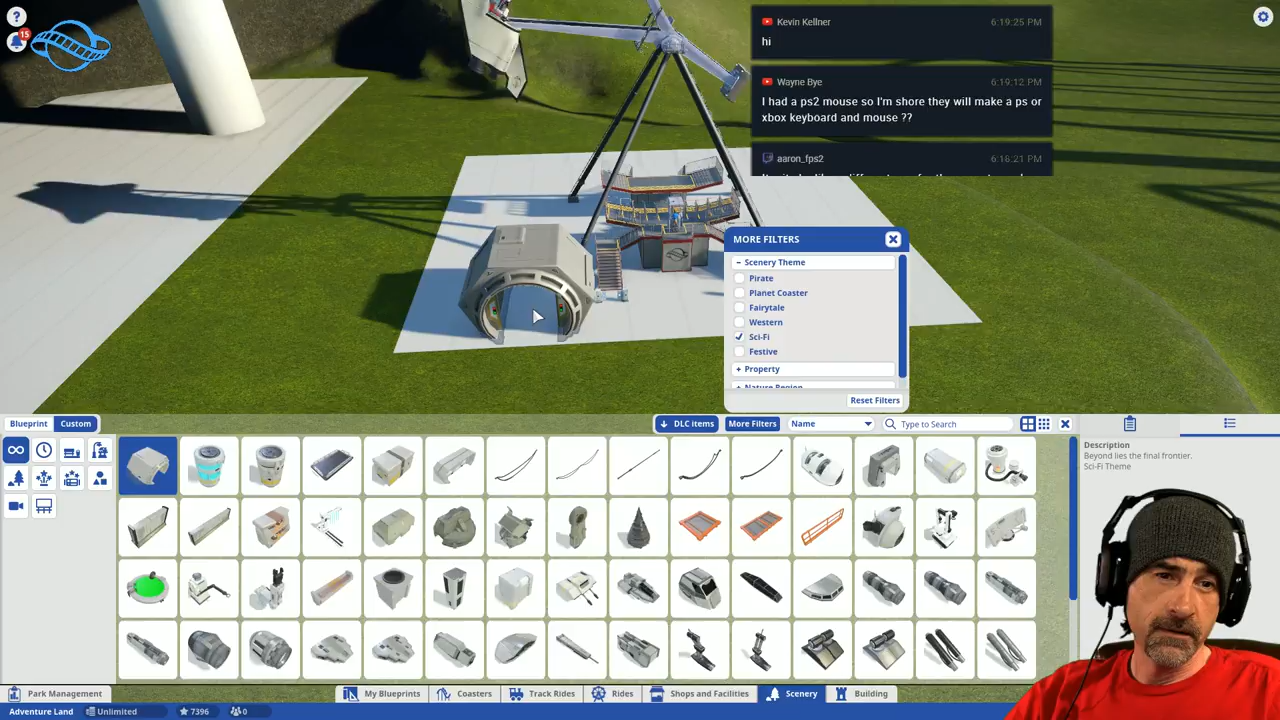 ?
15
Kevin Kellner 6:19:25 PM
hi
Wayne Bye 6:19:12 PM
I had a ps2 mouse so I'm shore they will make a ps or
xbox keyboard and mouse ??
aaron_fps2 6:18:21 PM
MORE FILTERS
− Scenery Theme
Pirate
Planet Coaster
Fairytale
Western
Sci-Fi
Festive
+ Property
+ Nature Region
Reset Filters
Blueprint Custom DLC items More Filters Name Type to Search
Description
Beyond lies the final frontier.
Sci-Fi Theme
Park Management My Blueprints Coasters Track Rides Rides Shops and Facilities Scenery Building
Adventure Land Unlimited 7396 0